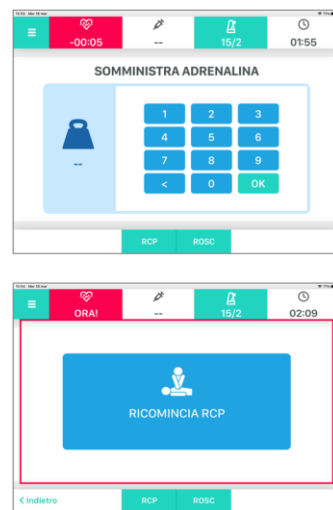 -00:05 -- 15/2 01:55
SOMMINISTRA ADRENALINA
1 2 3
4 5 6
-- 7 8 9
< 0 OK
RCP ROSC
ORA! -- 15/2 02:09
RICOMINCIA RCP
< Indietro RCP ROSC